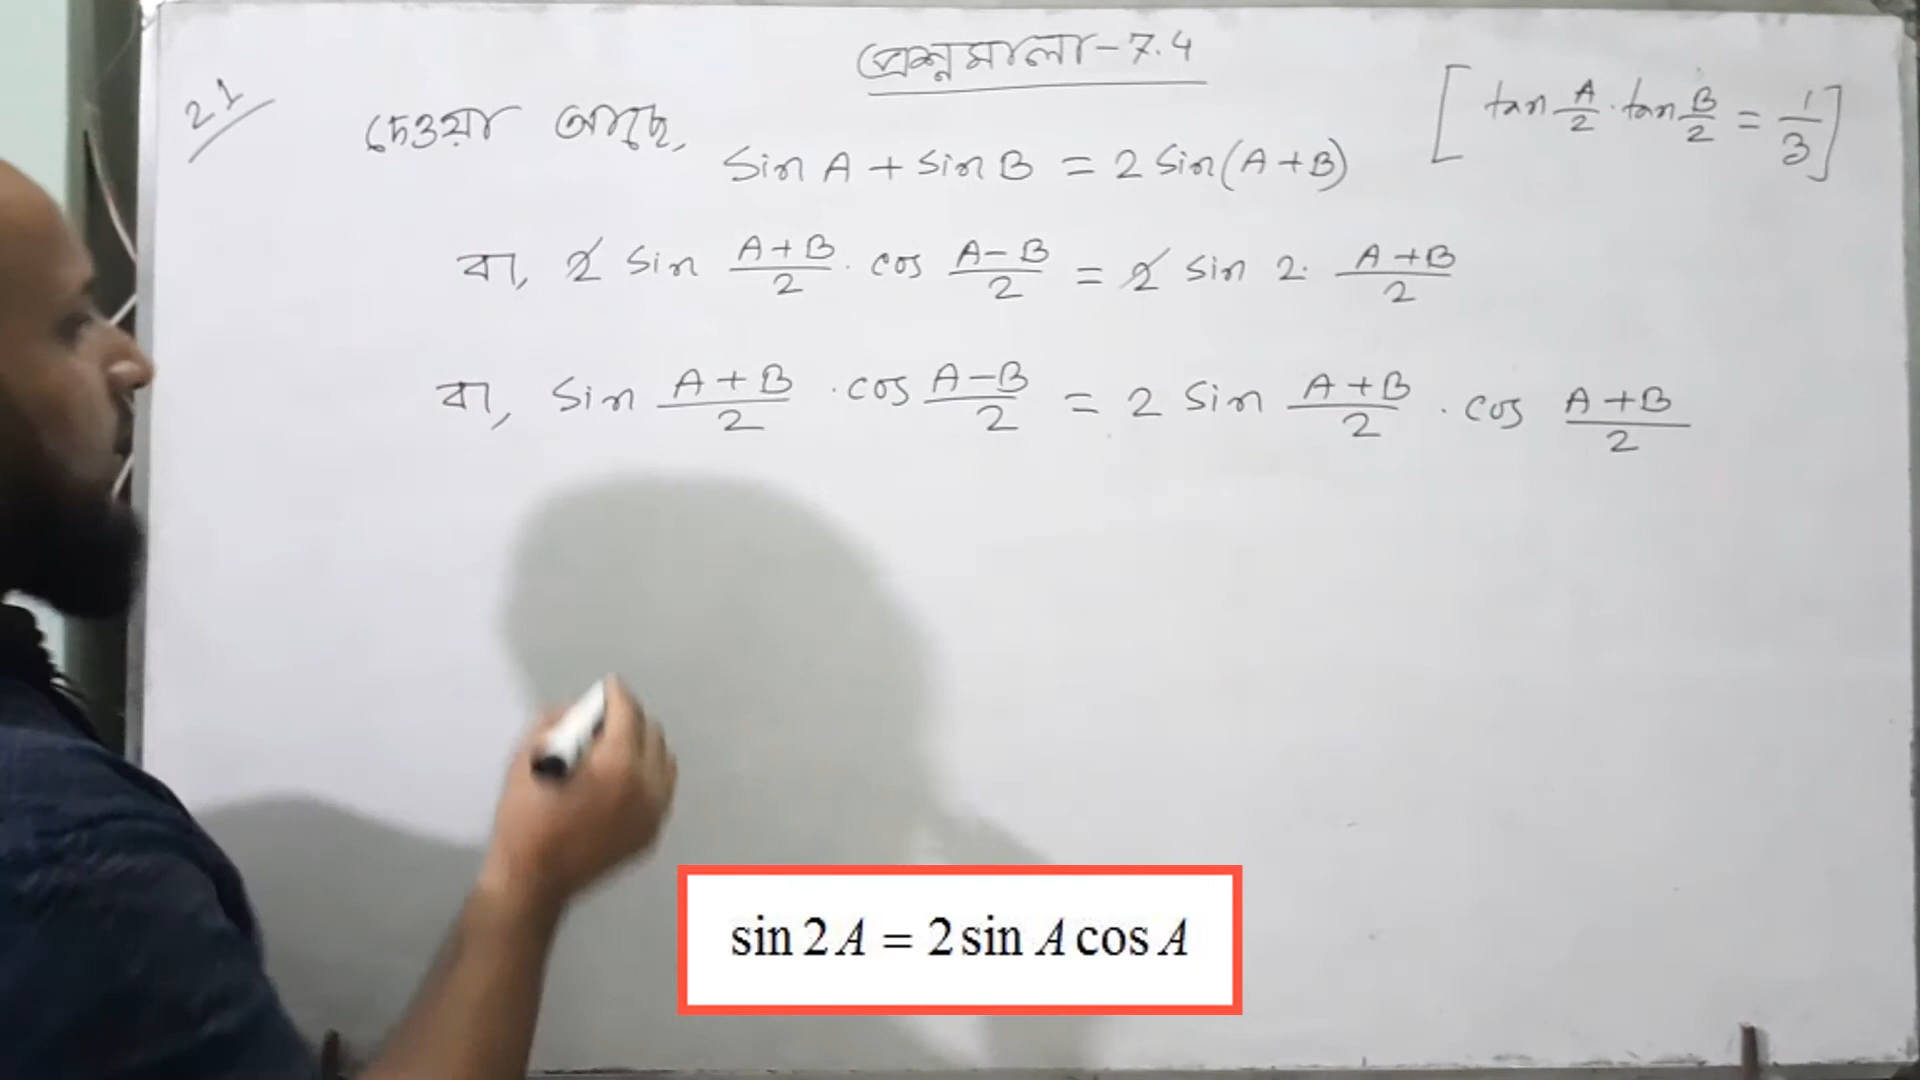 প্রশ্নমালা-7.4
21
দেওয়া আছে,
[tan A/2 . tan B/2 = 1/3]
Sin A + Sin B = 2 Sin (A+B)
বা, 2 Sin A+B/2 . cos A-B/2 = 2 Sin 2. A+B/2
বা, Sin A+B/2 . cos A-B/2 = 2 Sin A+B/2 . cos A+B/2
sin 2A = 2 sin A cos A